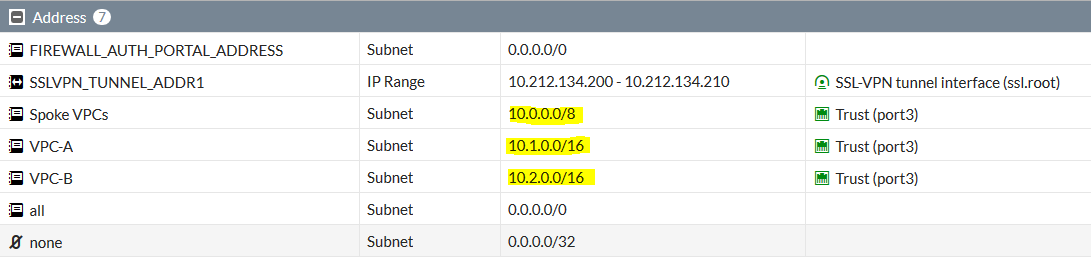 Address 7
FIREWALL_AUTH_PORTAL_ADDRESS Subnet 0.0.0.0/0
SSLVPN_TUNNEL_ADDR1 IP Range 10.212.134.200 - 10.212.134.210 SSL-VPN tunnel interface (ssl.root)
Spoke VPCs Subnet 10.0.0.0/8 Trust (port3)
VPC-A Subnet 10.1.0.0/16 Trust (port3)
VPC-B Subnet 10.2.0.0/16 Trust (port3)
all Subnet 0.0.0.0/0
none Subnet 0.0.0.0/32